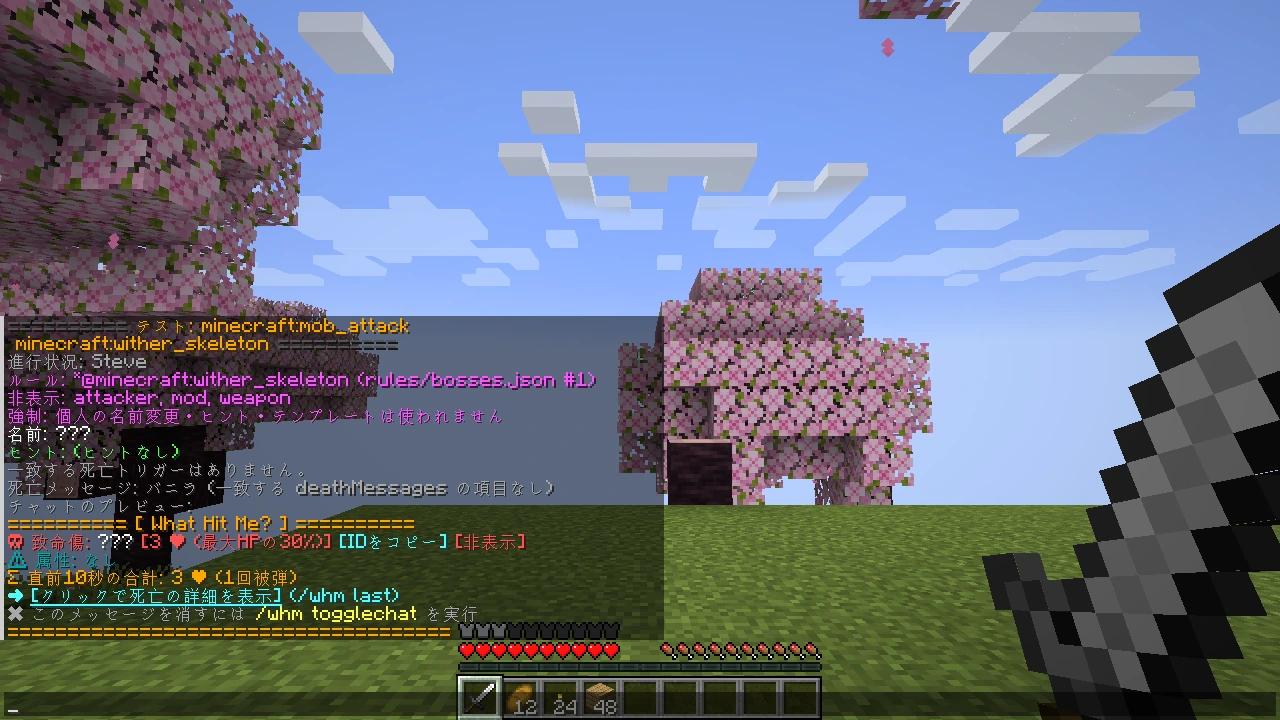 ========== テスト: minecraft:mob_attack
minecraft:wither_skeleton ==========
進行状況: Steve
ルール: "@minecraft:wither_skeleton (rules/bosses.json #1)
非表示: attacker, mod, weapon
強制: 個人の名前変更・ヒント・テンプレートは使われません
名前: ???
ヒント: (ヒントなし)
一致する死亡トリガーはありません。
死亡メッセージ: バニラ (一致する deathMessages の項目なし)
チャットのプレビュー:
========== [ What Hit Me? ] ==========
☠ 致命傷: ??? [3 ❤ (最大HPの30%)] [IDをコピー] [非表示]
⚠ 属性: なし
Σ 直前10秒の合計: 3 ❤ (1回被弾)
➜ [クリックで死亡の詳細を表示] (/whm last)
✖ このメッセージを消すには /whm togglechat を実行
=====================================
12 24 48
_